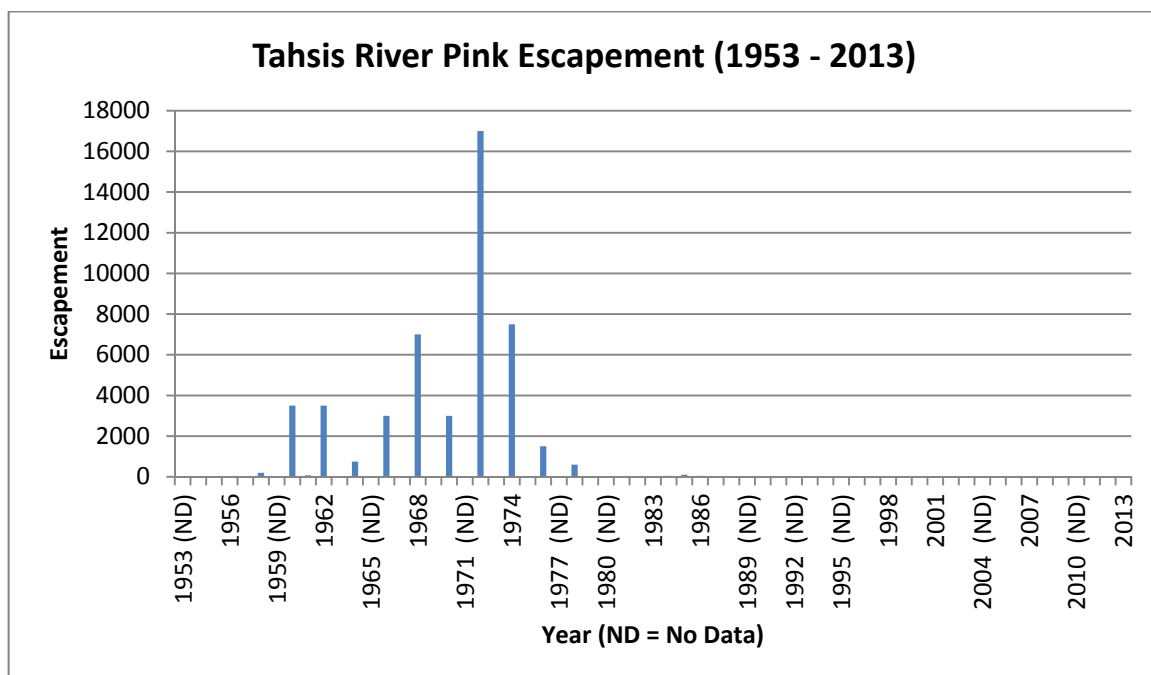 Tahsis River Pink Escapement (1953 - 2013)
18000
16000
14000
12000
10000
8000
6000
4000
2000
0
Escapement
1953 (ND)
1956
1959 (ND)
1962
1965 (ND)
1968
1971 (ND)
1974
1977 (ND)
1980 (ND)
1983
1986
1989 (ND)
1992 (ND)
1995 (ND)
1998
2001
2004 (ND)
2007
2010 (ND)
2013
Year (ND = No Data)